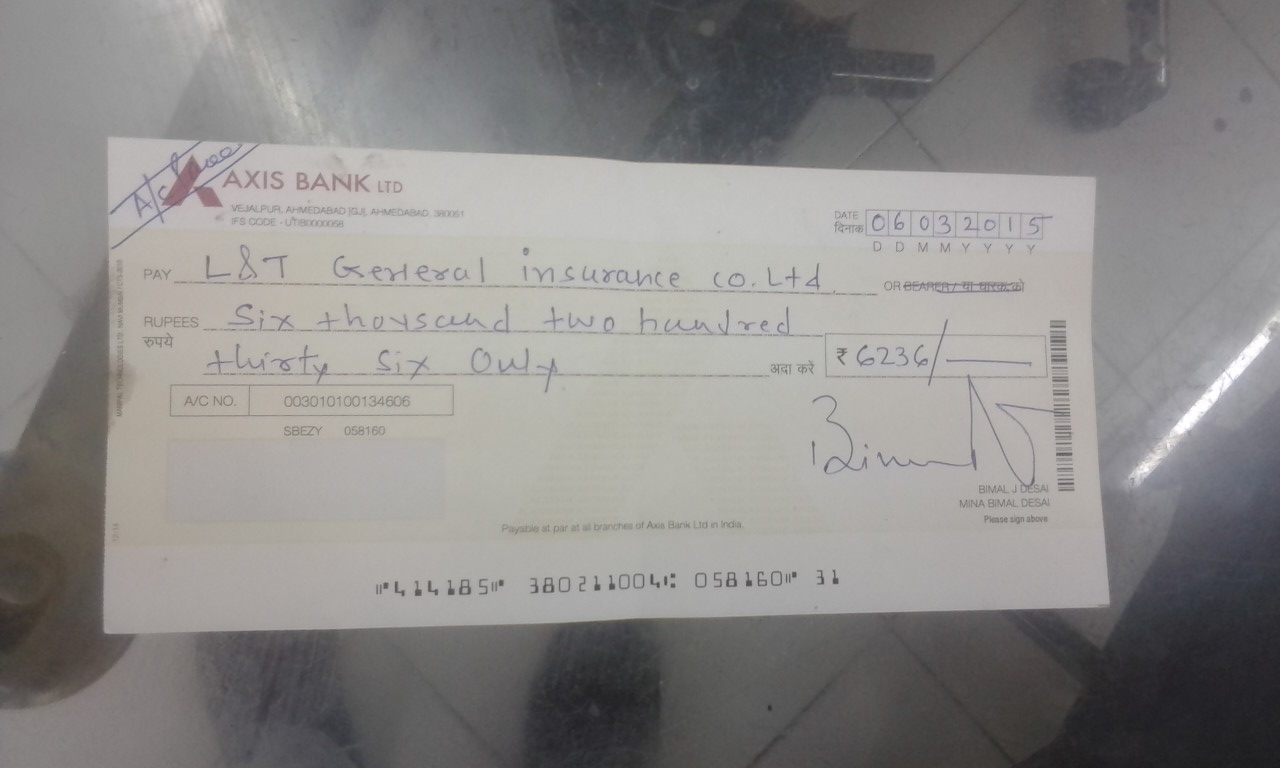 A/c Payee
AXIS BANK LTD
VEJALPUR, AHMEDABAD [GJ], AHMEDABAD, 380051
IFS CODE - UTIB0000058
DATE
दिनांक
06032015
D D M M Y Y Y Y
PAY L&T General insurance co. Ltd
OR BEARER / या धारक को
RUPEES Six thousand two hundred
रुपये
thirty Six Only
अदा करें ₹ 6236/
A/C NO. 003010100134606
SBEZY 058160
BIMAL J DESAI
MINA BIMAL DESAI
Please sign above
Payable at par at all branches of Axis Bank Ltd in India.
⑈414185⑈ 380211004⑆ 058160⑈ 31